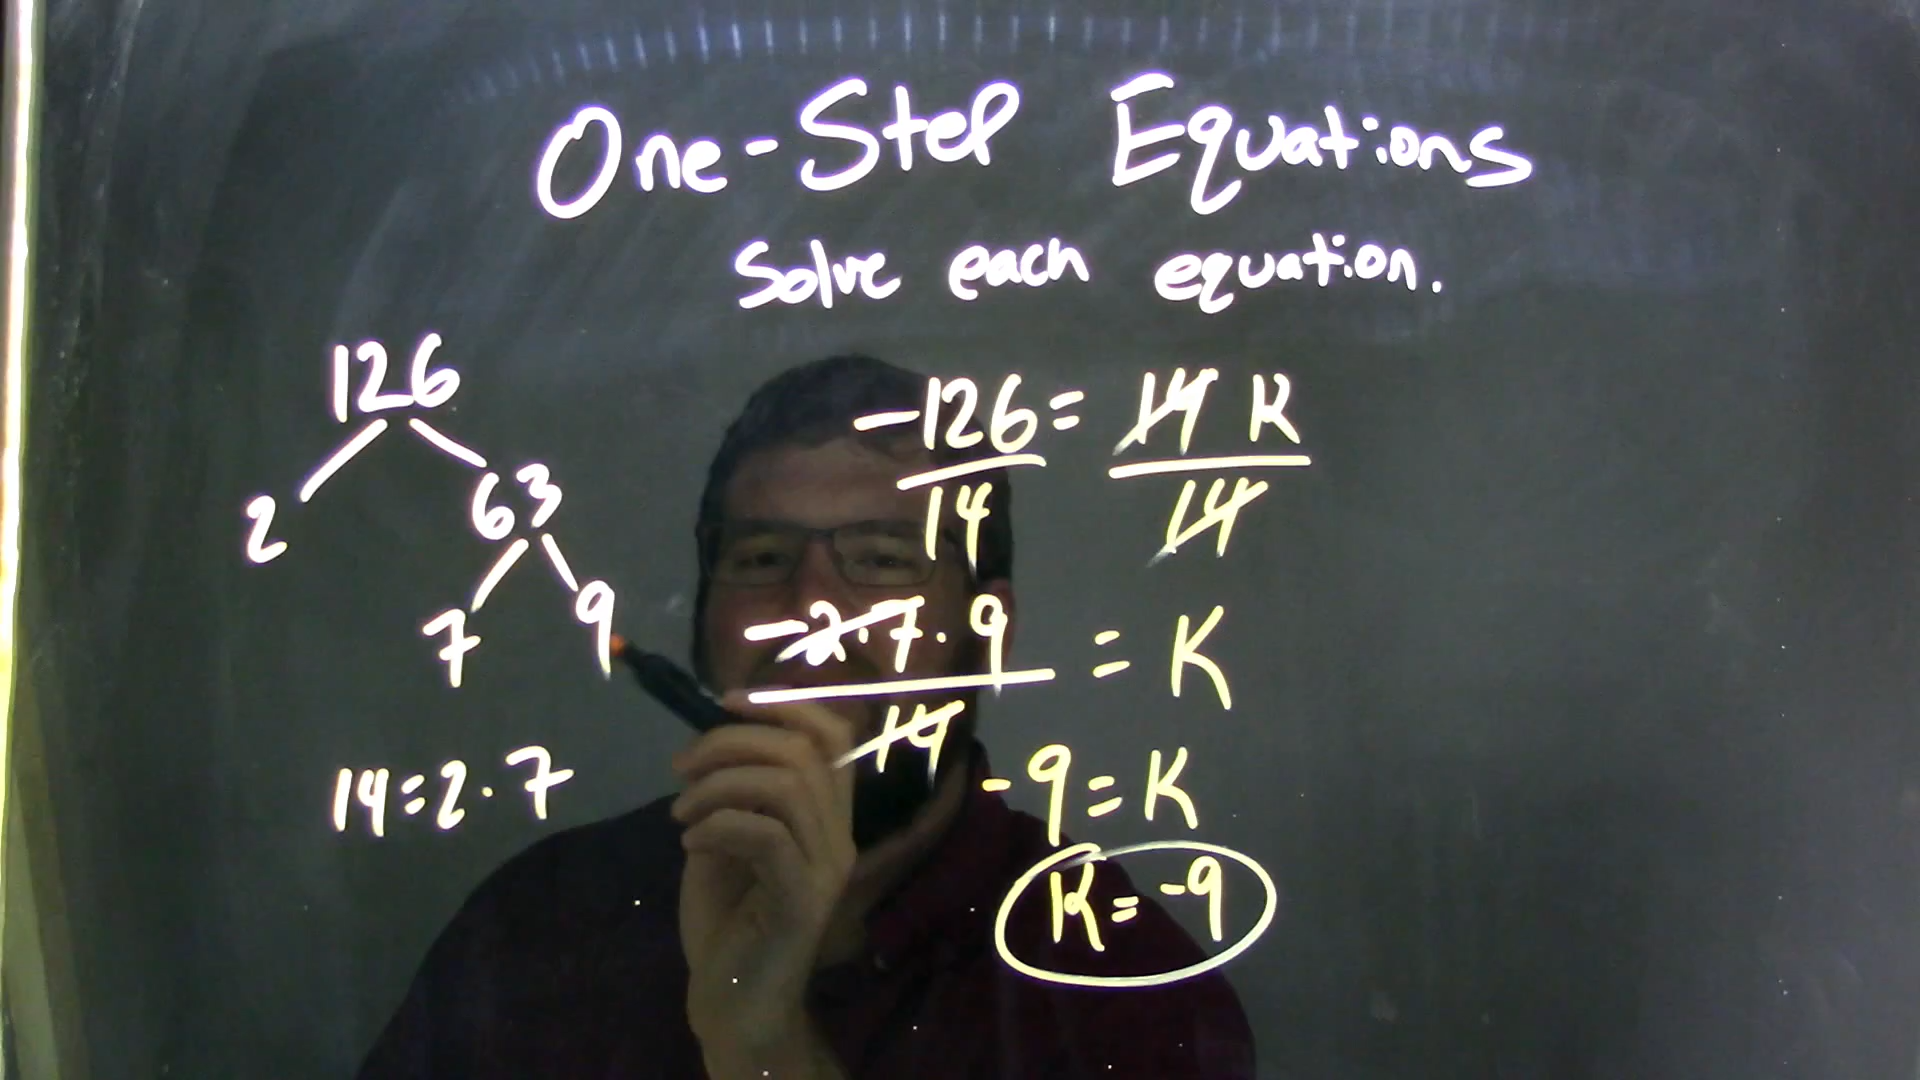 One-Step Equations
Solve each equation.
126
2 63
7 9
14=2·7
-126 = 14 K
14 14
-2·7·9 = K
14
-9=K
K=-9